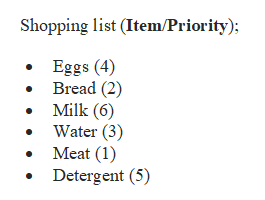 Shopping list (Item/Priority);
• Eggs (4)
• Bread (2)
• Milk (6)
• Water (3)
• Meat (1)
• Detergent (5)